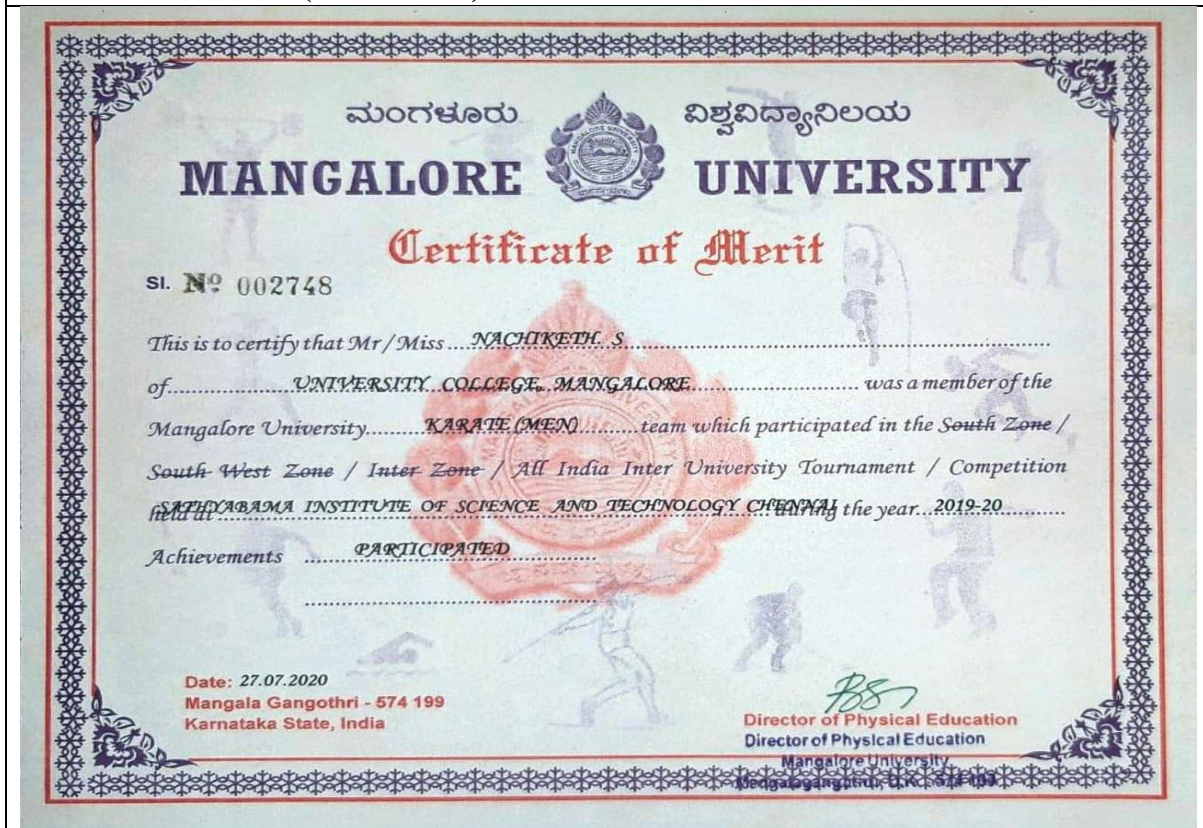 ಮಂಗಳೂರು ವಿಶ್ವವಿದ್ಯಾನಿಲಯ
MANGALORE UNIVERSITY
Certificate of Merit
Sl. Nº 002748
This is to certify that Mr / Miss ....NACHIKETH. S.....
of.....UNIVERSITY COLLEGE, MANGALORE..... was a member of the
Mangalore University.....KARATE (MEN).....team which participated in the South Zone /
South West Zone / Inter Zone / All India Inter University Tournament / Competition
held at SATHYABAMA INSTITUTE OF SCIENCE AND TECHNOLOGY CHENNAI during the year...2019-20.....
Achievements .....PARTICIPATED.....
Date: 27.07.2020
Mangala Gangothri - 574 199
Karnataka State, India
Director of Physical Education
Director of Physical Education
Mangalore University